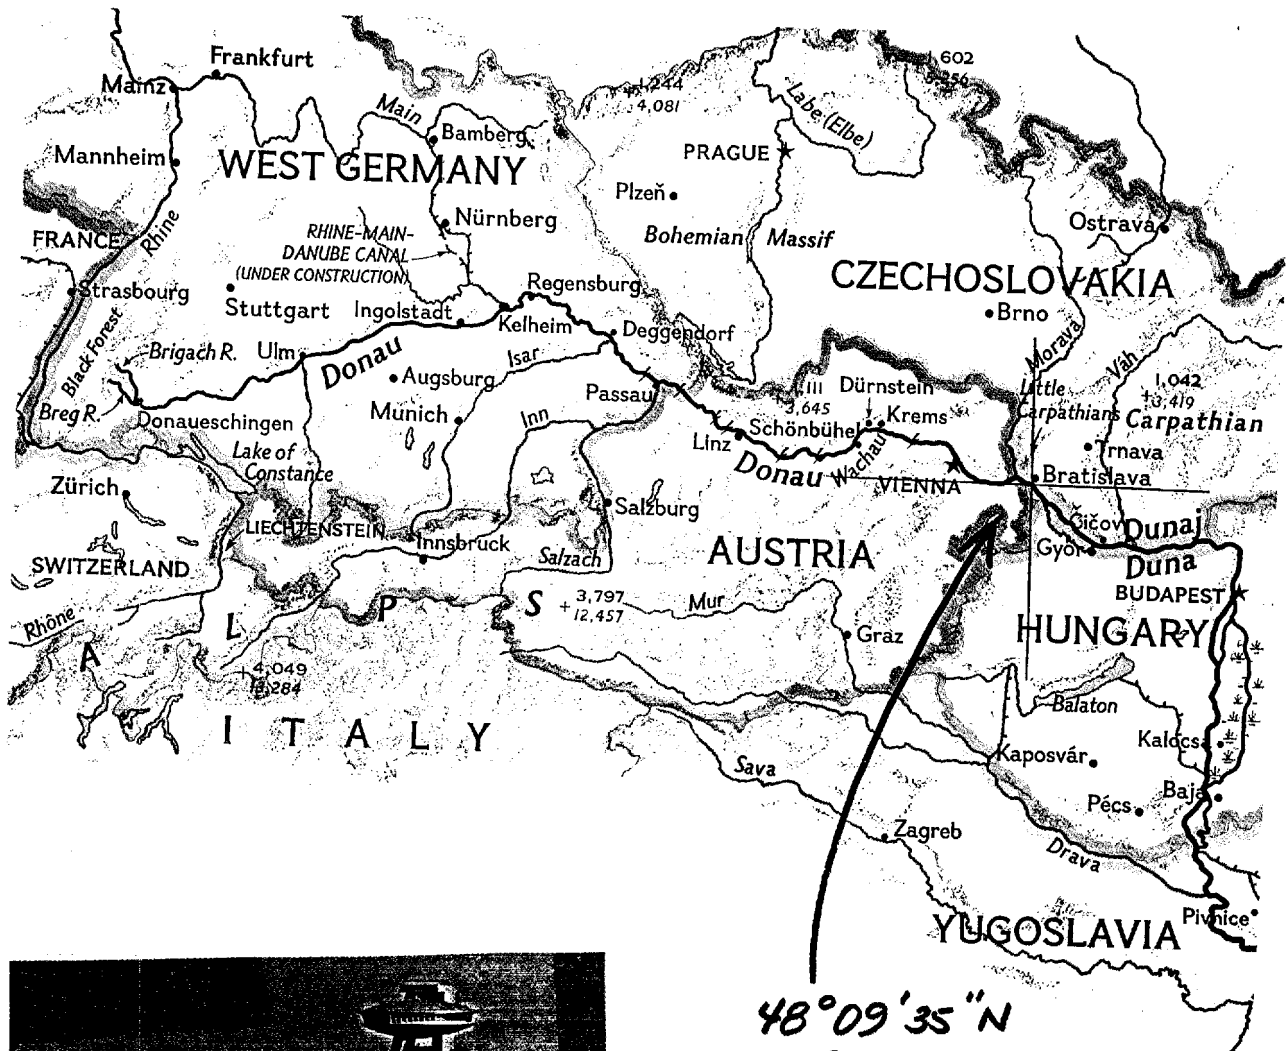 Frankfurt
Mainz
Main
Bamberg
Mannheim
WEST GERMANY
Nürnberg
RHINE-MAIN-
DANUBE CANAL
(UNDER CONSTRUCTION)
FRANCE
Rhine
Strasbourg
Stuttgart
Ingolstadt
Regensburg
Kelheim
Deggendorf
Black Forest
Brigach R.
Ulm
Donau
Isar
Augsburg
Breg R.
Donaueschingen
Munich
Inn
Passau
Lake of
Constance
Zürich
LIECHTENSTEIN
Innsbruck
Salzburg
Salzach
SWITZERLAND
Rhône
A L P S
3,797
12,457
4,049
13,284
I T A L Y
1,244
4,081
602
5,256
Labe (Elbe)
PRAGUE
Plzeň
Bohemian Massif
Ostrava
CZECHOSLOVAKIA
Brno
Morava
Váh
111
3,645
Dürnstein
Krems
Little
Carpathians
1,042
3,419
Carpathian
Linz
Schönbühel
Donau
Wachau
VIENNA
Trnava
Bratislava
Čičov
Dunaj
Győr
Duna
AUSTRIA
BUDAPEST
Mur
Graz
HUNGARY
Balaton
Kaposvár
Kalocsa
Pécs
Baja
Sava
Zagreb
Drava
YUGOSLAVIA
Pivnice
48°09'35"N